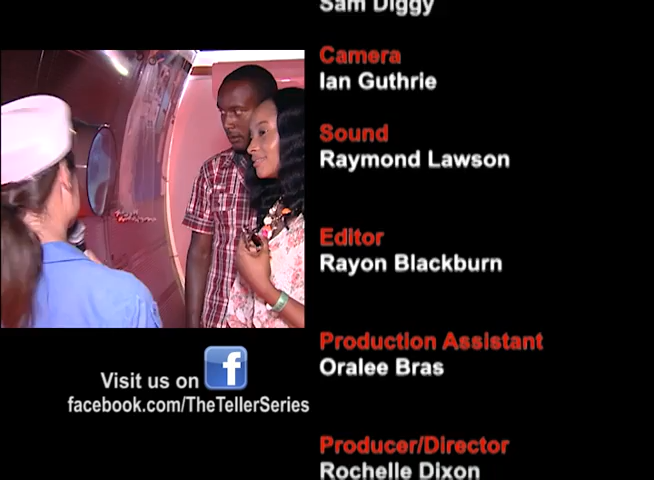 Sam Diggy
Camera
Ian Guthrie
Sound
Raymond Lawson
Editor
Rayon Blackburn
Production Assistant
Oralee Bras
Producer/Director
Rochelle Dixon
Visit us on f
facebook.com/TheTellerSeries